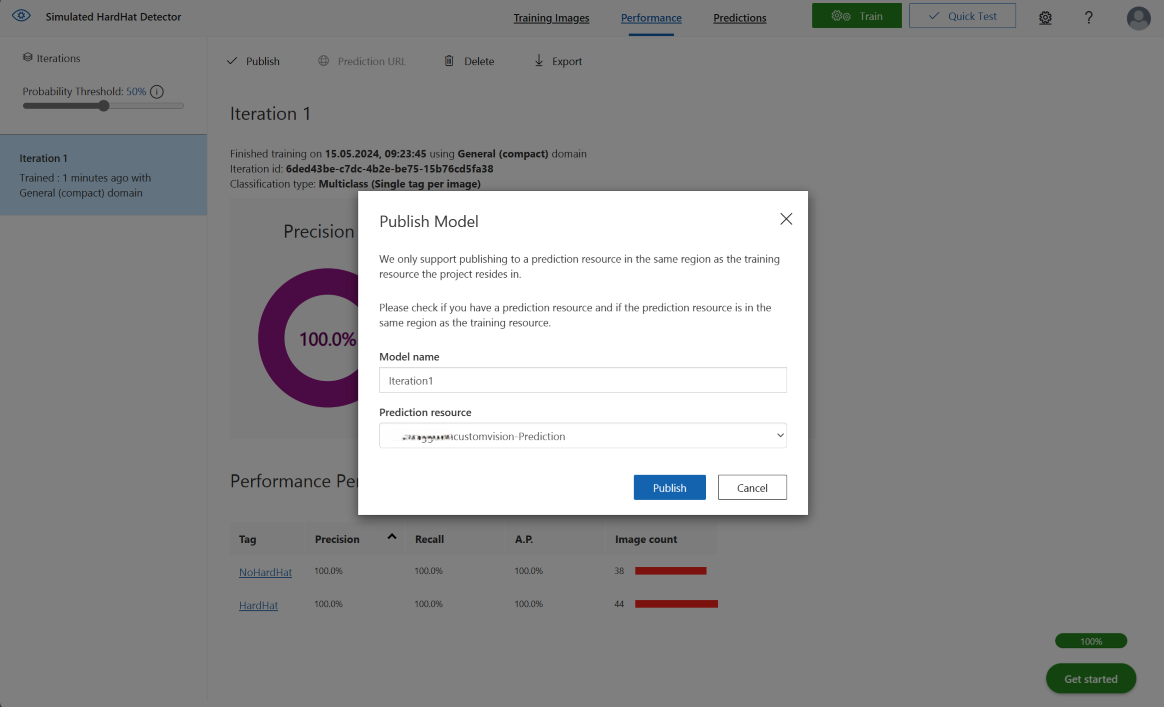 Simulated HardHat Detector
Training Images
Performance
Predictions
Train
Quick Test
?
Iterations
Probability Threshold: 50% i
Iteration 1
Trained : 1 minutes ago with
General (compact) domain
Publish
Prediction URL
Delete
Export
Iteration 1
Finished training on 15.05.2024, 09:23:45 using General (compact) domain
Iteration id: 6ded43be-c7dc-4b2e-be75-15b76cd5fa38
Classification type: Multiclass (Single tag per image)
Precision
100.0%
Publish Model
We only support publishing to a prediction resource in the same region as the training
resource the project resides in.
Please check if you have a prediction resource and if the prediction resource is in the
same region as the training resource.
Model name
Iteration1
Prediction resource
customvision-Prediction
Publish
Cancel
Performance Pe
Tag Precision Recall A.P. Image count
NoHardHat 100.0% 100.0% 100.0% 38
HardHat 100.0% 100.0% 100.0% 44
100%
Get started